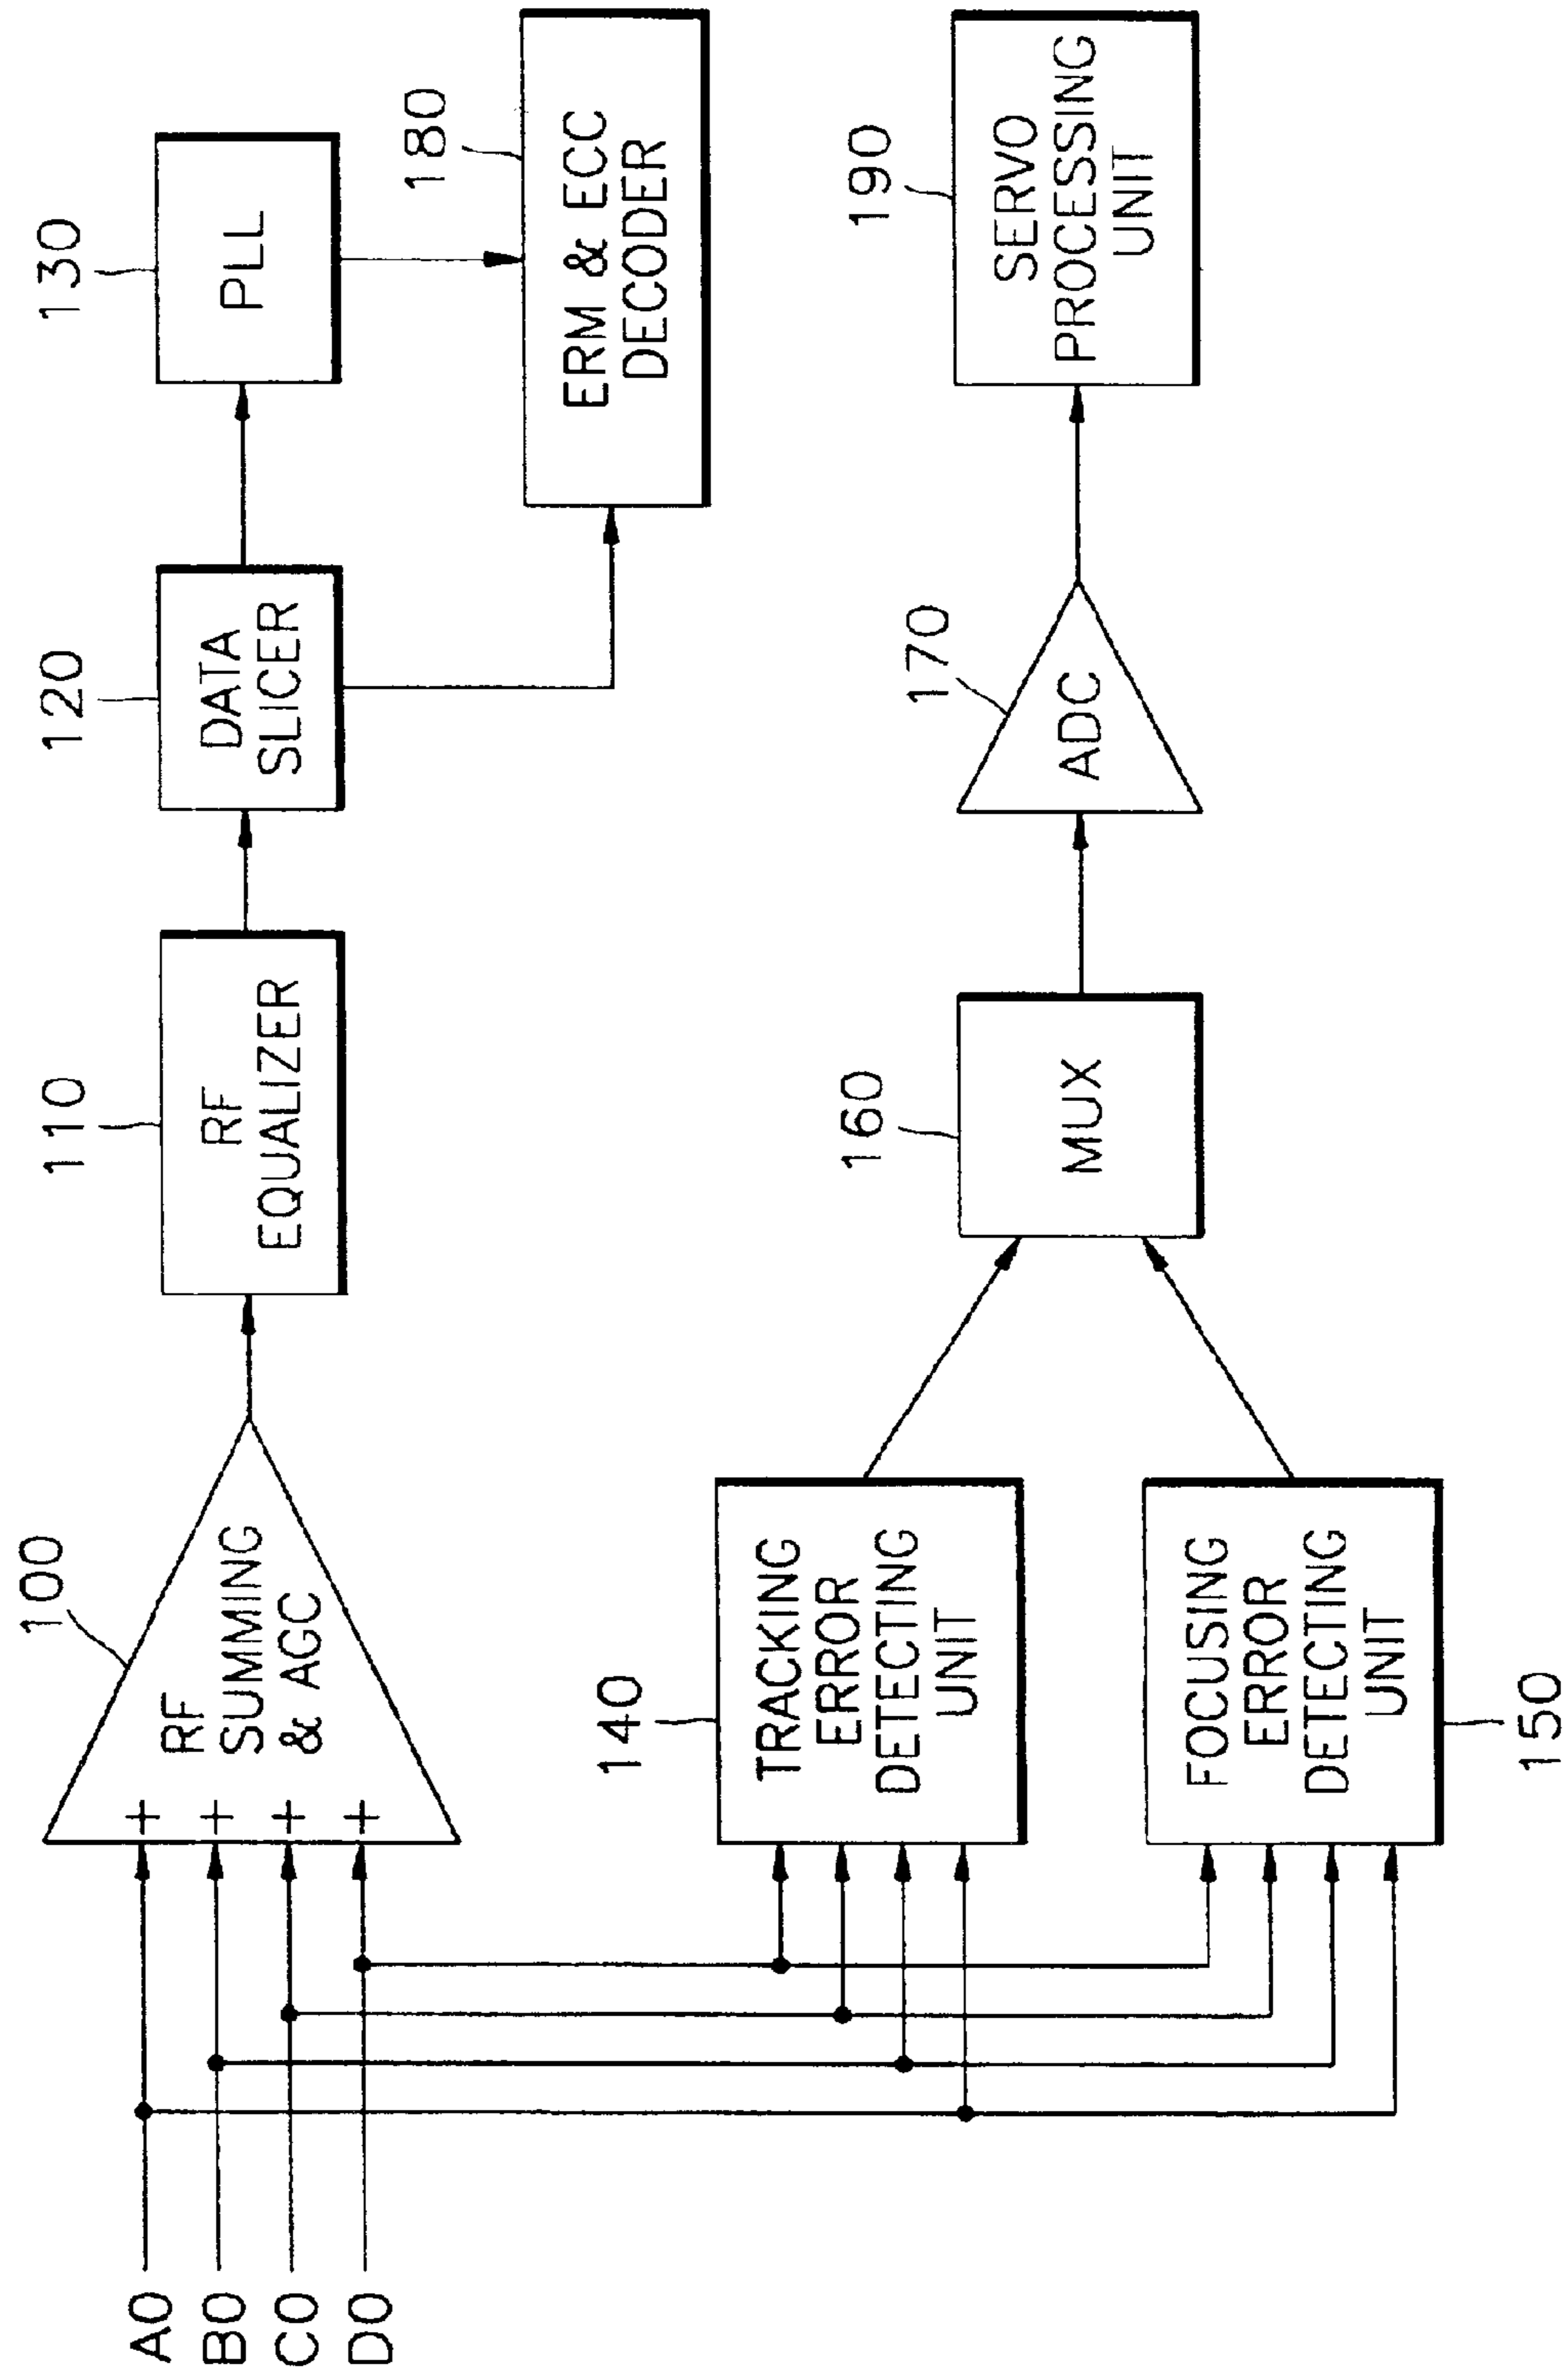 100
110
120
130
A0
B0
C0
D0
+
+
+
+
RF
SUMMING
& AGC
RF
EQUALIZER
DATA
SLICER
PLL
180
ERM & ECC
DECODER
140
TRACKING
ERROR
DETECTING
UNIT
160
MUX
170
ADC
190
SERVO
PROCESSING
UNIT
FOCUSING
ERROR
DETECTING
UNIT
150